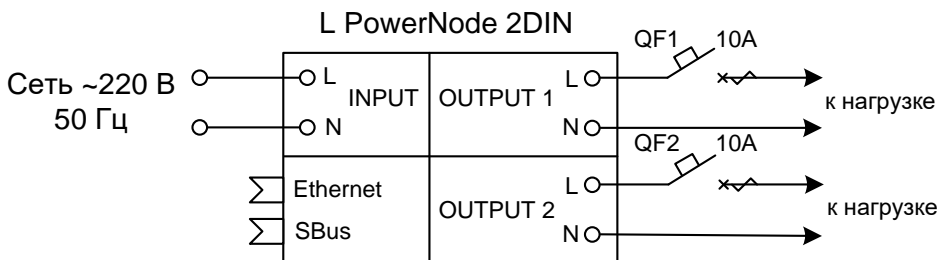 L PowerNode 2DIN
QF1 10A
Сеть ~220 В
50 Гц
L
INPUT
N
OUTPUT 1
L
N
к нагрузке
QF2 10A
Ethernet
SBus
OUTPUT 2
L
N
к нагрузке